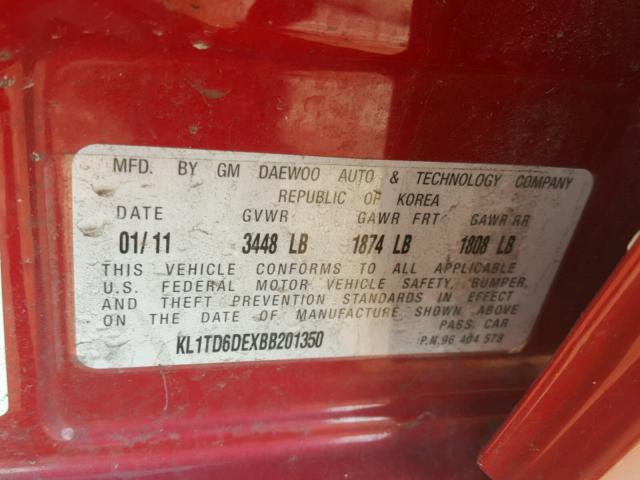 MFD. BY GM DAEWOO AUTO & TECHNOLOGY COMPANY
REPUBLIC OF KOREA
DATE GVWR GAWR FRT GAWR RR
01/11 3448 LB 1874 LB 1808 LB
THIS VEHICLE CONFORMS TO ALL APPLICABLE
U.S. FEDERAL MOTOR VEHICLE SAFETY, BUMPER,
AND THEFT PREVENTION STANDARDS IN EFFECT
ON THE DATE OF MANUFACTURE SHOWN ABOVE
PASS. CAR
KL1TD6DEXBB201350 P.N.96 404 578